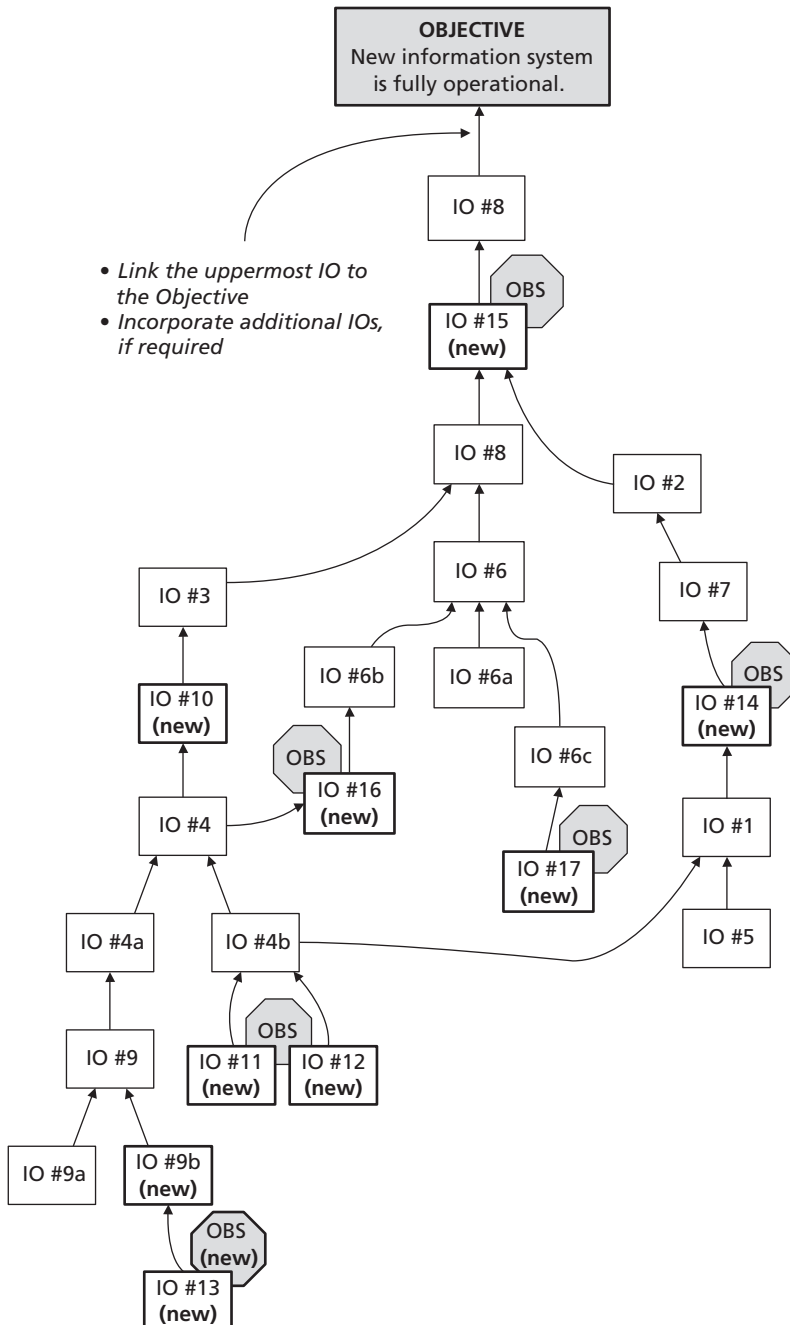 OBJECTIVE
New information system
is fully operational.
IO #8
• Link the uppermost IO to
the Objective
• Incorporate additional IOs,
if required
OBS
IO #15
(new)
IO #8
IO #2
IO #3
IO #6
IO #7
IO #6b
IO #6a
OBS
IO #10
(new)
IO #14
(new)
OBS
IO #6c
IO #16
(new)
IO #4
IO #1
OBS
IO #17
(new)
IO #4a
IO #4b
IO #5
OBS
IO #9
IO #11
(new)
IO #12
(new)
IO #9a
IO #9b
(new)
OBS
(new)
IO #13
(new)